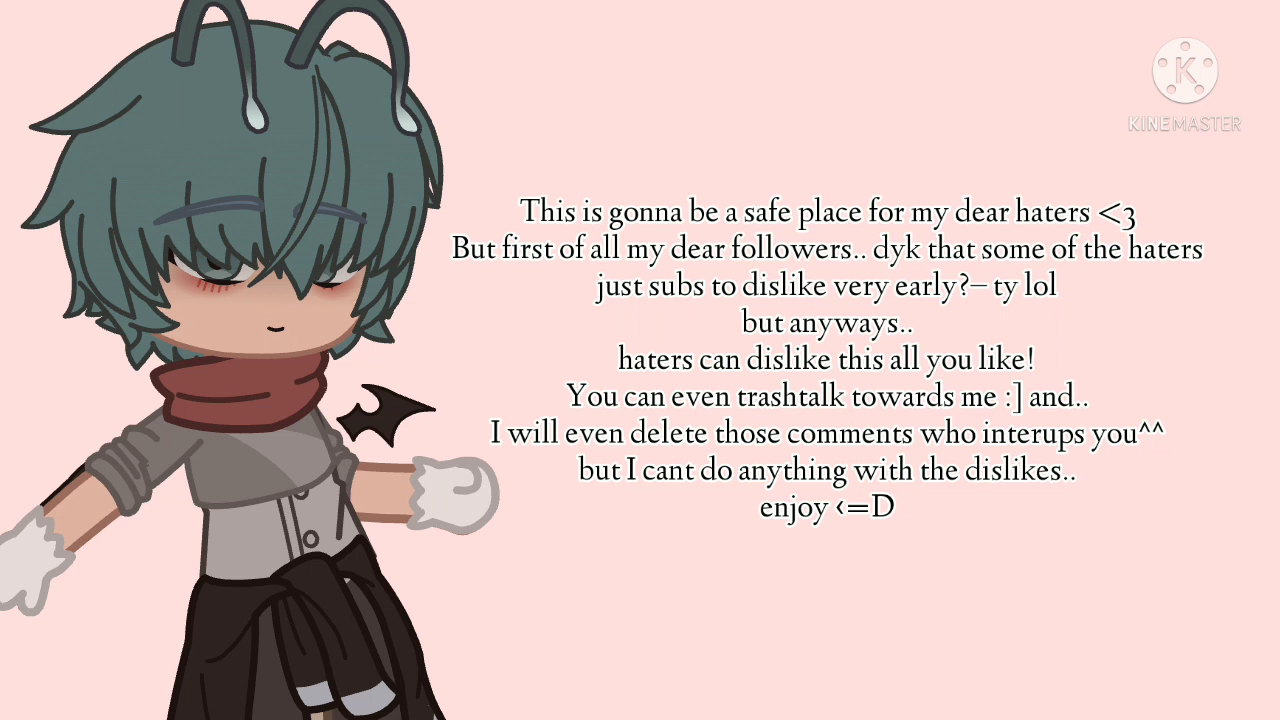 KINEMASTER
This is gonna be a safe place for my dear haters <3
But first of all my dear followers.. dyk that some of the haters
just subs to dislike very early?– ty lol
but anyways..
haters can dislike this all you like!
You can even trashtalk towards me :] and..
I will even delete those comments who interups you^^
but I cant do anything with the dislikes..
enjoy <=D